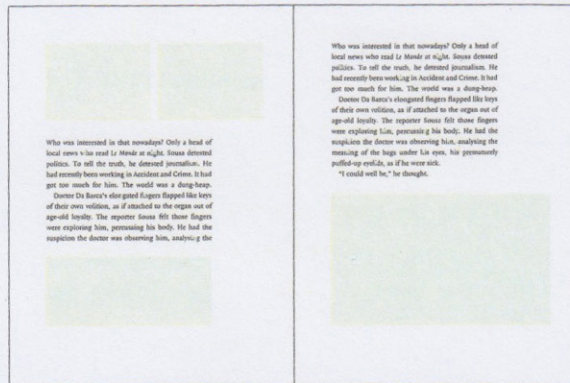 Who was interested in that nowadays? Only a head of
local news who read Le Monde at night. Sousa detested
politics. To tell the truth, he detested journalism. He
had recently been working in Accident and Crime. It had
got too much for him. The world was a dung-heap.
Doctor Da Barca's elongated fingers flapped like keys
of their own volition, as if attached to the organ out of
age-old loyalty. The reporter Sousa felt those fingers
were exploring him, percussing his body. He had the
suspicion the doctor was observing him, analysing the
Who was interested in that nowadays? Only a head of
local news who read Le Monde at night. Sousa detested
politics. To tell the truth, he detested journalism. He
had recently been working in Accident and Crime. It had
got too much for him. The world was a dung-heap.
Doctor Da Barca's elongated fingers flapped like keys
of their own volition, as if attached to the organ out of
age-old loyalty. The reporter Sousa felt those fingers
were exploring him, percussing his body. He had the
suspicion the doctor was observing him, analysing the
meaning of the bags under his eyes, his prematurely
puffed-up eyelids, as if he were sick.
"I could well be," he thought.